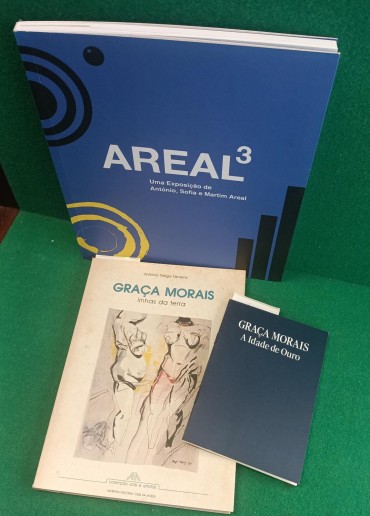 AREAL³
Uma Exposição de
António, Sofia e Martim Areal
GRAÇA MORAIS
linhas da terra
GRAÇA MORAIS
A Idade de Ouro